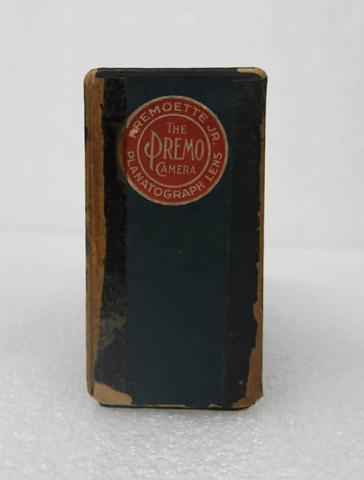 PREMOETTE JR.
THE
PREMO
CAMERA
PLANATOGRAPH LENS